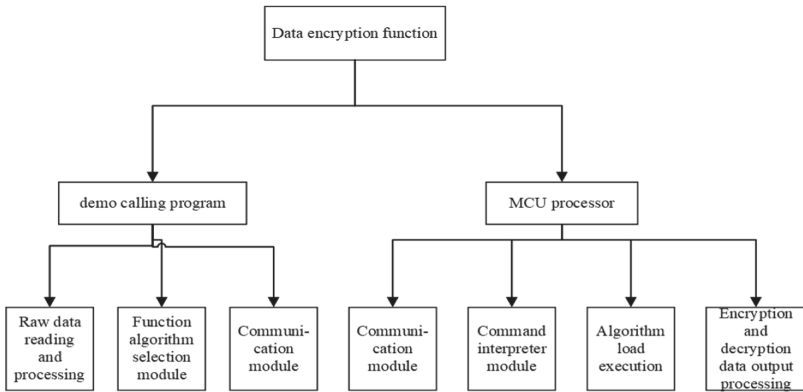 Data encryption function
demo calling program
MCU processor
Raw data
reading
and
processing
Function
algorithm
selection
module
Communi-
cation
module
Communi-
cation
module
Command
interpreter
module
Algorithm
load
execution
Encryption
and
decryption
data output
processing